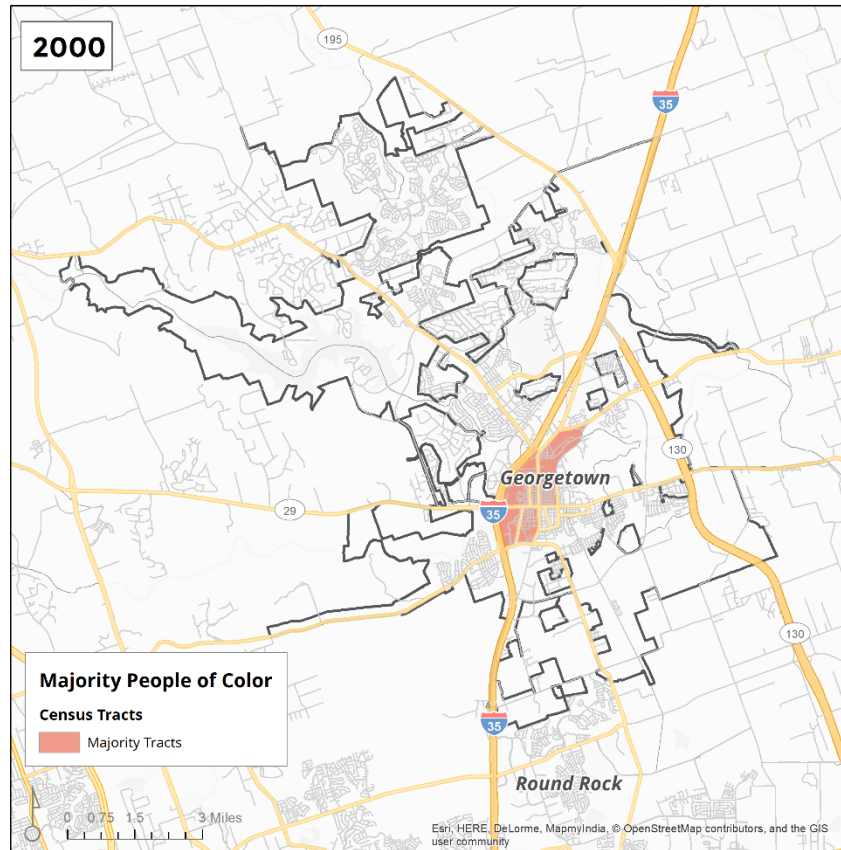 2000
195
35
Georgetown
130
29
35
130
Majority People of Color
Census Tracts
Majority Tracts
35
Round Rock
0 0.75 1.5 3 Miles
Esri, HERE, DeLorme, MapmyIndia, © OpenStreetMap contributors, and the GIS
user community